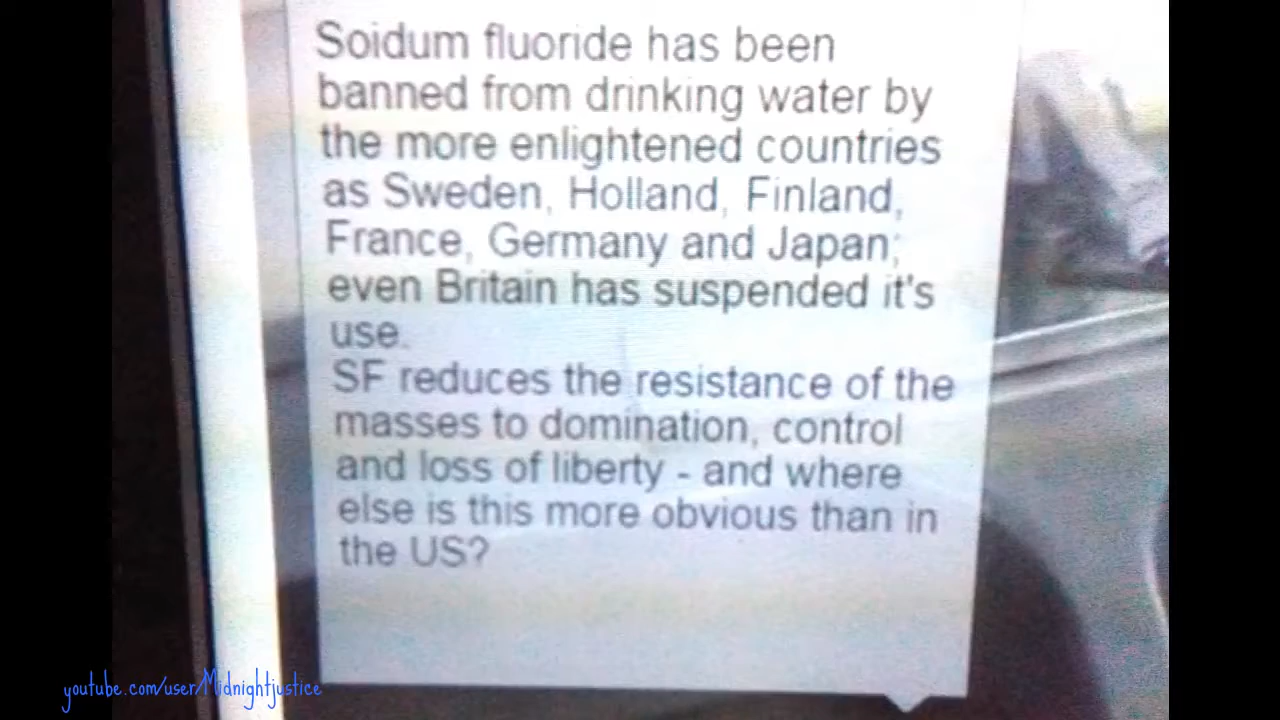 Soidum fluoride has been
banned from drinking water by
the more enlightened countries
as Sweden, Holland, Finland,
France, Germany and Japan;
even Britain has suspended it's
use.
SF reduces the resistance of the
masses to domination, control
and loss of liberty - and where
else is this more obvious than in
the US?
youtube.com/user/Midnightjustice